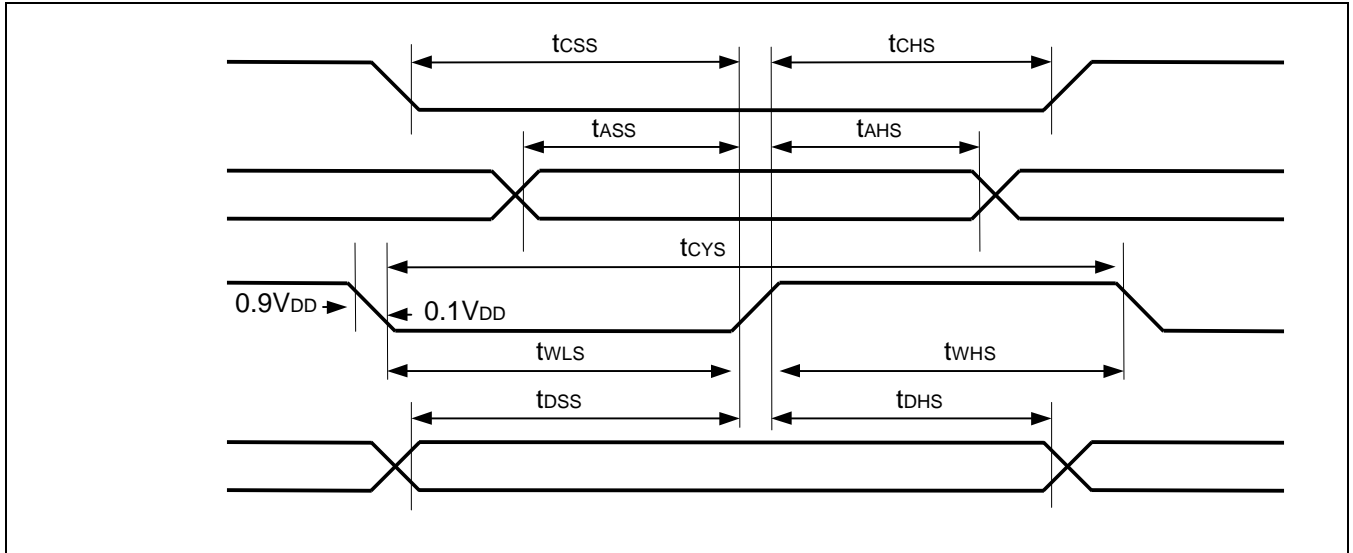 tCSS tCHS
tASS tAHS
tCYS
0.9VDD 0.1VDD
tWLS tWHS
tDSS tDHS